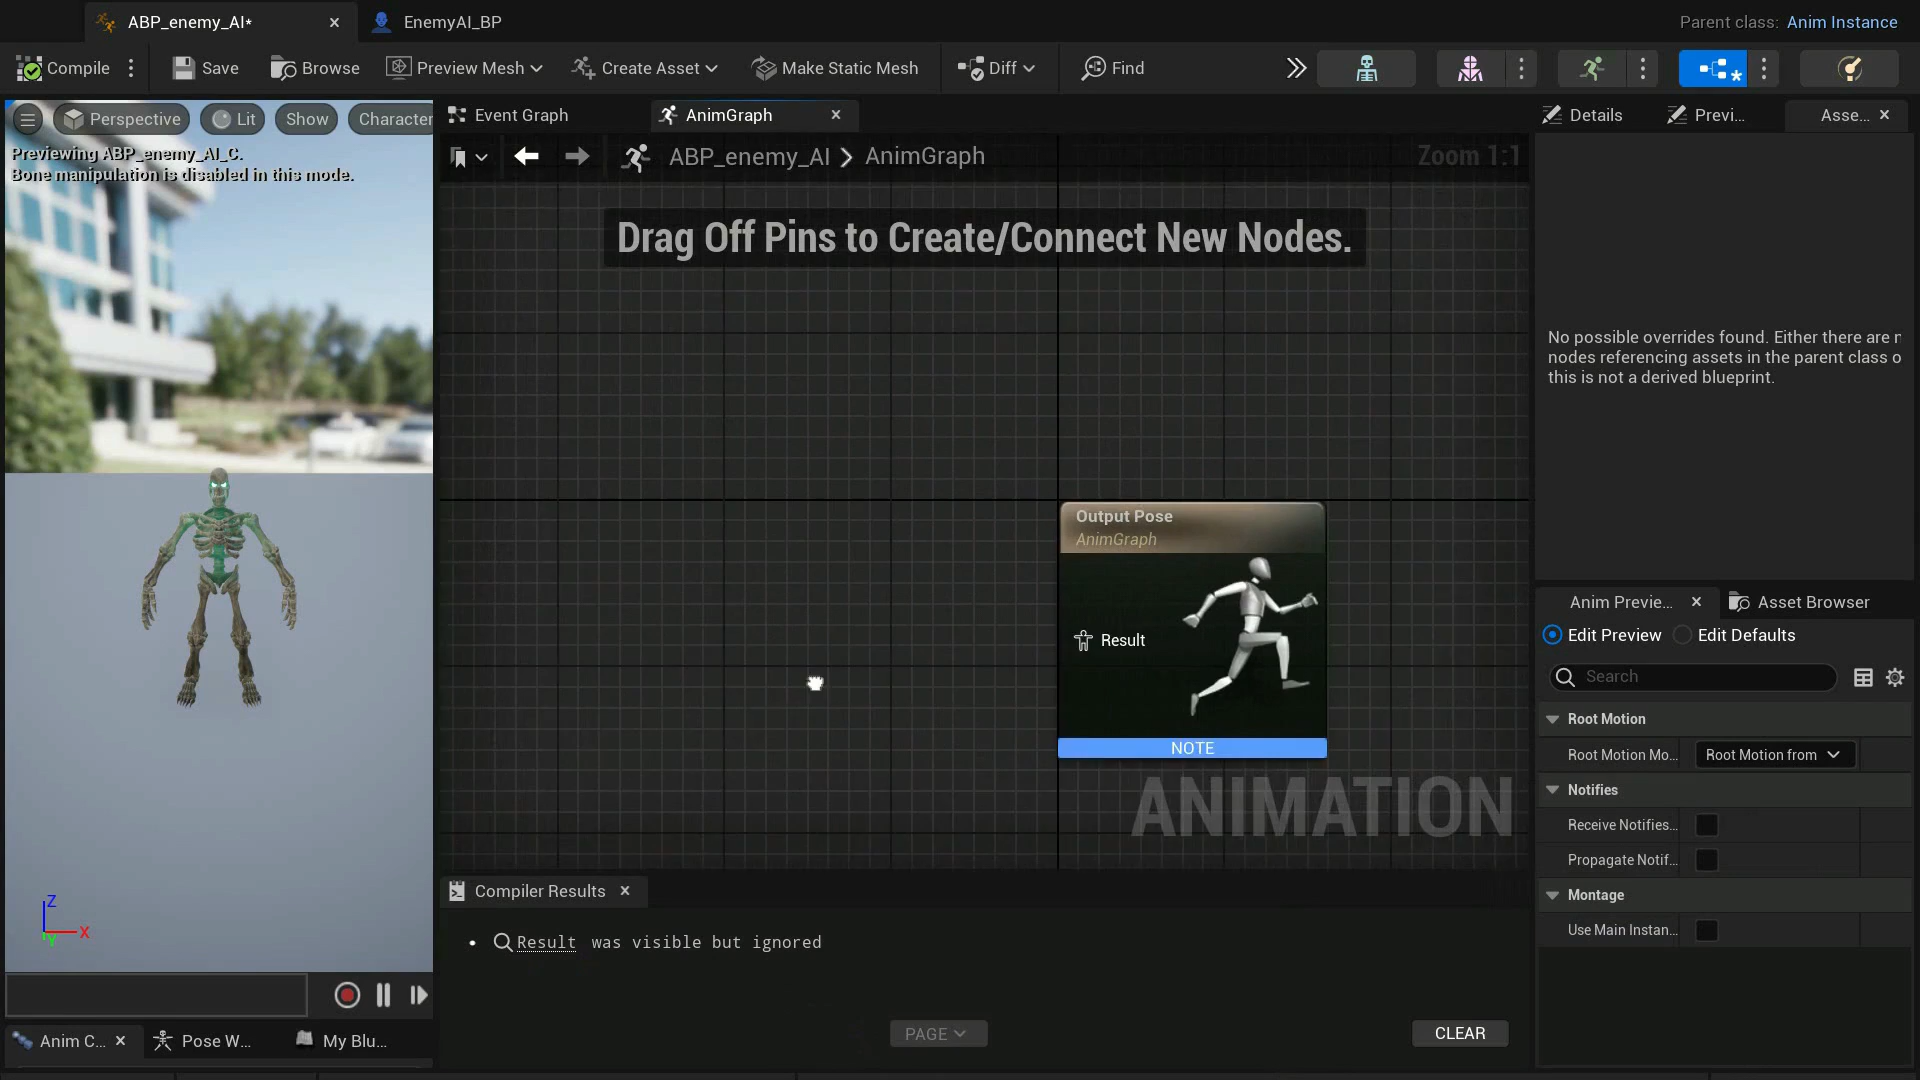 ABP_enemy_AI*
EnemyAI_BP
Parent class: Anim Instance
Compile
Save
Browse
Preview Mesh
Create Asset
Make Static Mesh
Diff
Find
Perspective
Lit
Show
Character
Previewing ABP_enemy_AI_C.
Bone manipulation is disabled in this mode.
Event Graph
AnimGraph
ABP_enemy_AI
AnimGraph
Zoom 1:1
Drag Off Pins to Create/Connect New Nodes.
Output Pose
AnimGraph
Result
NOTE
ANIMATION
Compiler Results
Result was visible but ignored
PAGE
CLEAR
Z
X
Y
Anim C...
Pose W...
My Blu...
Details
Previ...
Asse...
No possible overrides found. Either there are
nodes referencing assets in the parent class o
this is not a derived blueprint.
Anim Previe...
Asset Browser
Edit Preview
Edit Defaults
Search
Root Motion
Root Motion Mo...
Root Motion from
Notifies
Receive Notifies...
Propagate Notif...
Montage
Use Main Instan...